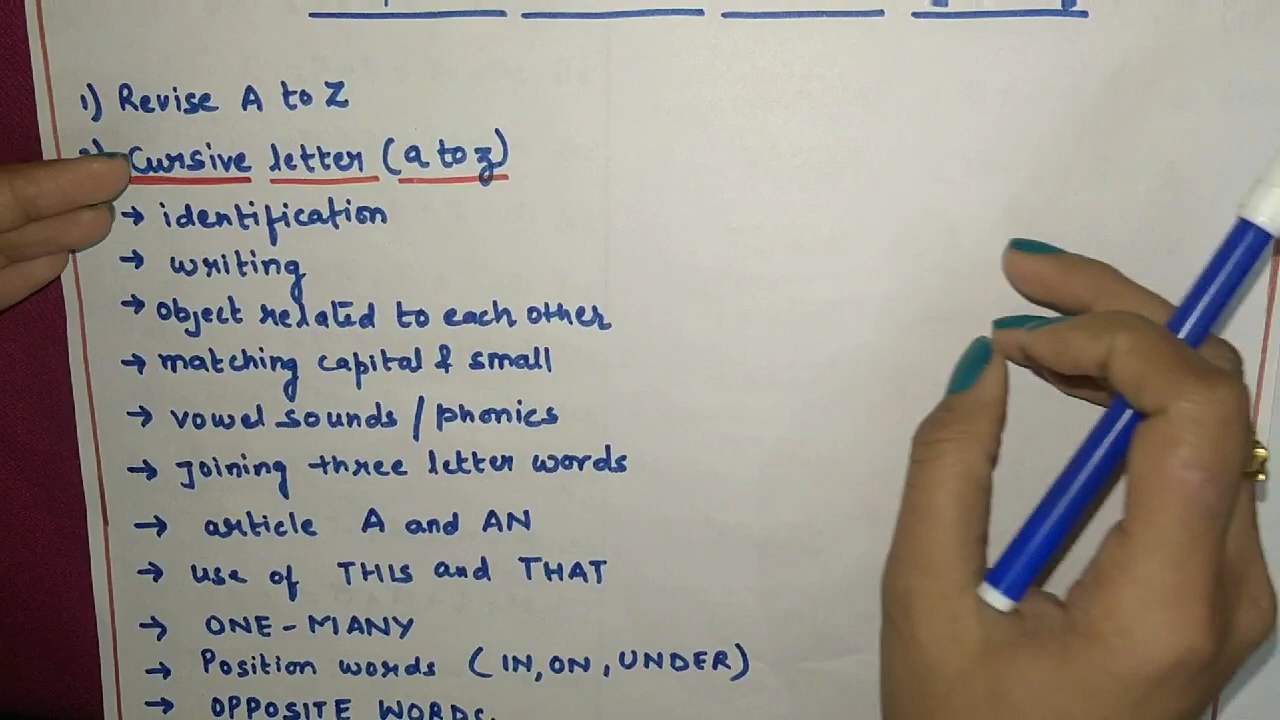 1) Revise A to Z
Cursive letter (a to z)
→ identification
→ writing
→ object related to each other
→ matching capital & small
→ vowel sounds / phonics
→ Joining three letter words
→ article A and AN
→ use of THIS and THAT
→ ONE - MANY
→ Position words (IN, ON, UNDER)
→ OPPOSITE WORDS.